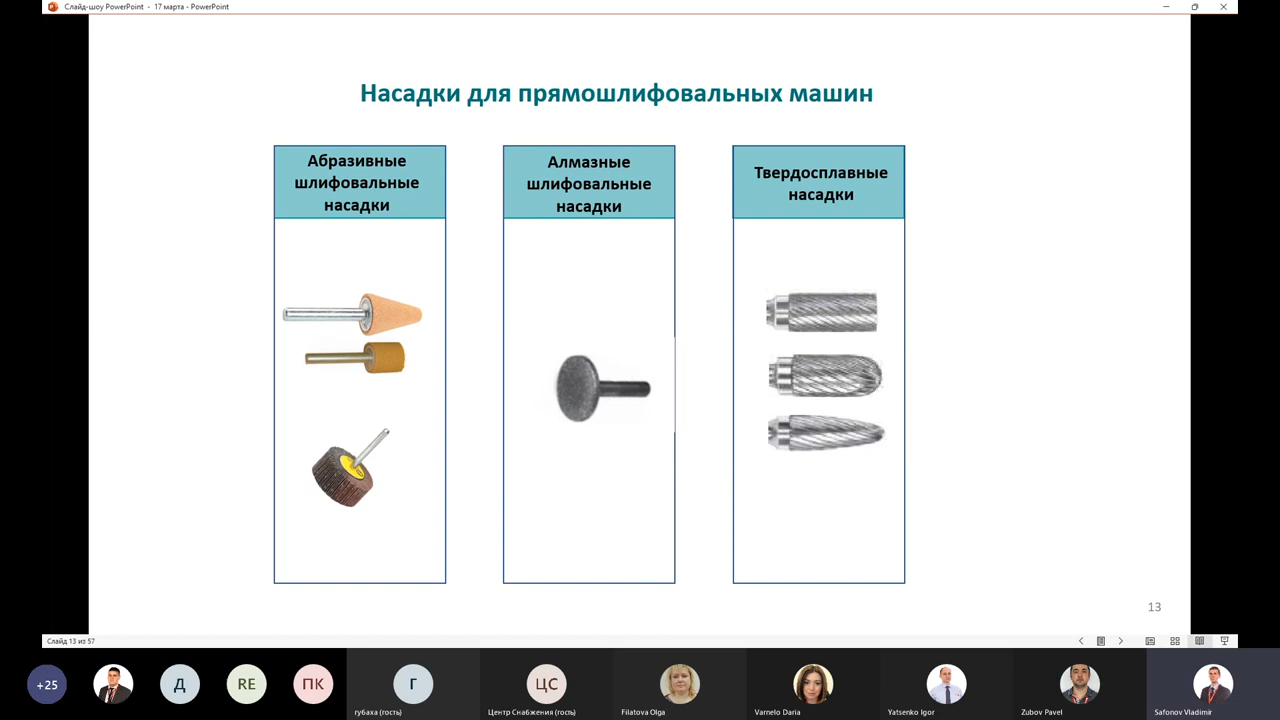 Слайд-шоу PowerPoint - 17 марта - PowerPoint
Насадки для прямошлифовальных машин
Абразивные
шлифовальные
насадки
Алмазные
шлифовальные
насадки
Твердосплавные
насадки
13
Слайд 13 из 57
+25
Д
RE
ПК
Г
ЦС
губаха (гость)
Центр Снабжения (гость)
Filatova Olga
Varnelo Daria
Yatsenko Igor
Zubov Pavel
Safonov Vladimir